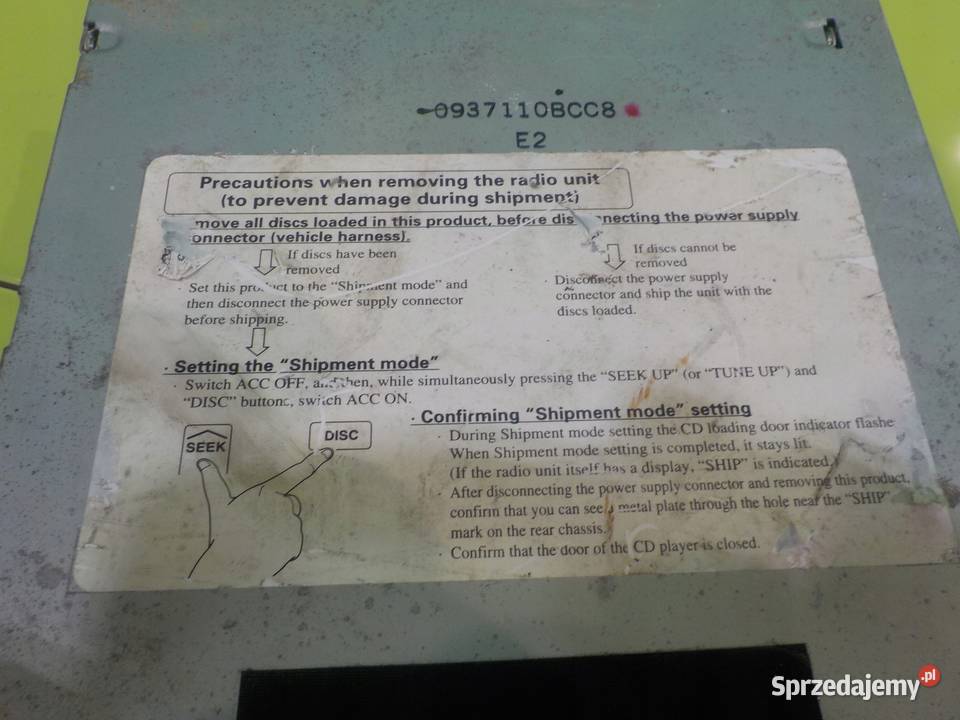 0937110BCC8
E2
Precautions when removing the radio unit
(to prevent damage during shipment)
move all discs loaded in this product, before dis nnecting the power supply
onnector (vehicle harness).
If discs have been
removed
Set this product to the "Shipment mode" and
then disconnect the power supply connector
before shipping.
If discs cannot be
removed
Disconnect the power supply
connector and ship the unit with the
discs loaded.
· Setting the "Shipment mode"
· Switch ACC OFF, and then, while simultaneously pressing the "SEEK UP" (or "TUNE UP") and
"DISC" buttons, switch ACC ON.
SEEK
DISC
· Confirming "Shipment mode" setting
· During Shipment mode setting the CD loading door indicator flashe
When Shipment mode setting is completed, it stays lit.
(If the radio unit itself has a display, "SHIP" is indicated.)
· After disconnecting the power supply connector and removing this product,
confirm that you can see a metal plate through the hole near the "SHIP"
mark on the rear chassis.
· Confirm that the door of the CD player is closed.
Sprzedajemy.pl